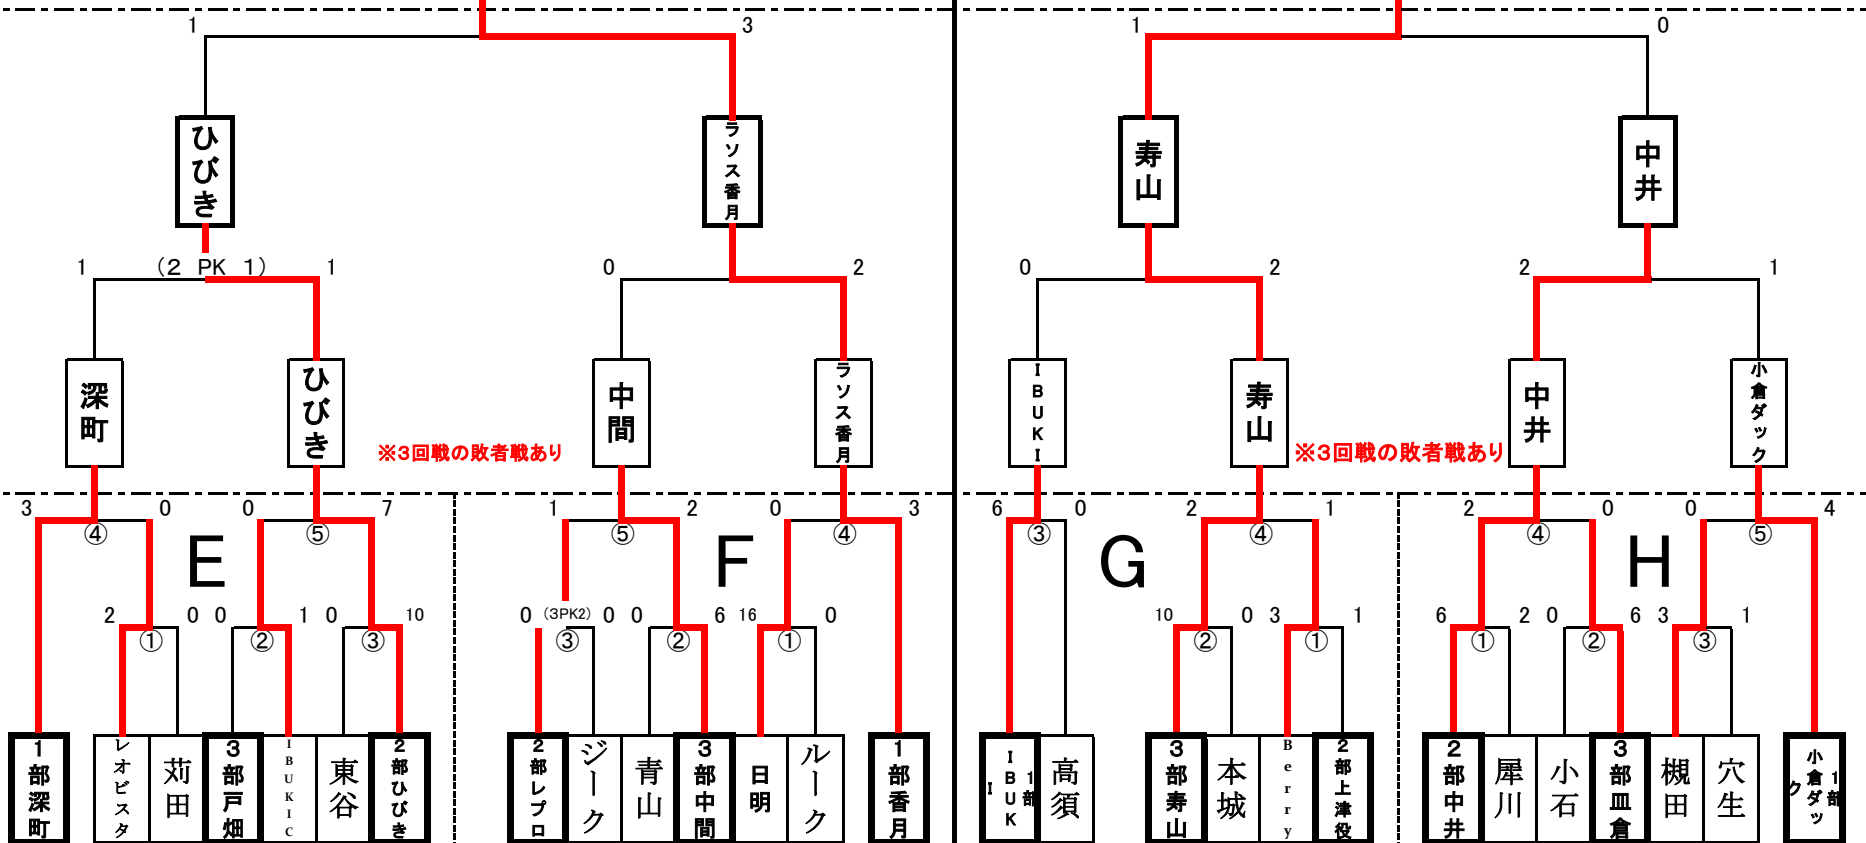 1 3 1 0
ひびき ラソス香月 寿山 中井
1 (2 PK 1) 1 0 2 0 2 2 1
深町 ひびき 中間 ラソス香月 IBUKI 寿山 中井 小倉ダック
※3回戦の敗者戦あり ※3回戦の敗者戦あり
3 0 0 7 1 2 0 3 6 0 2 1 2 0 0 4
④ ⑤ ⑤ ④ ③ ④ ④ ⑤
E F G H
2 0 0 1 0 10 0 (3PK2) 0 0 6 16 0 10 0 3 1 6 2 0 6 3 1
① ② ③ ③ ② ① ② ① ① ② ③
1部深町 レオビスタ 苅田 3部戸畑 IBUKIC 東谷 2部ひびき 2部レプロ ジーク 青山 3部中間 日明 ルーク 1部香月 1部IBUKI 高須 3部寿山 本城 Berry 2部上津役 2部中井 犀川 小石 3部皿倉 槻田 穴生 1部小倉ダック